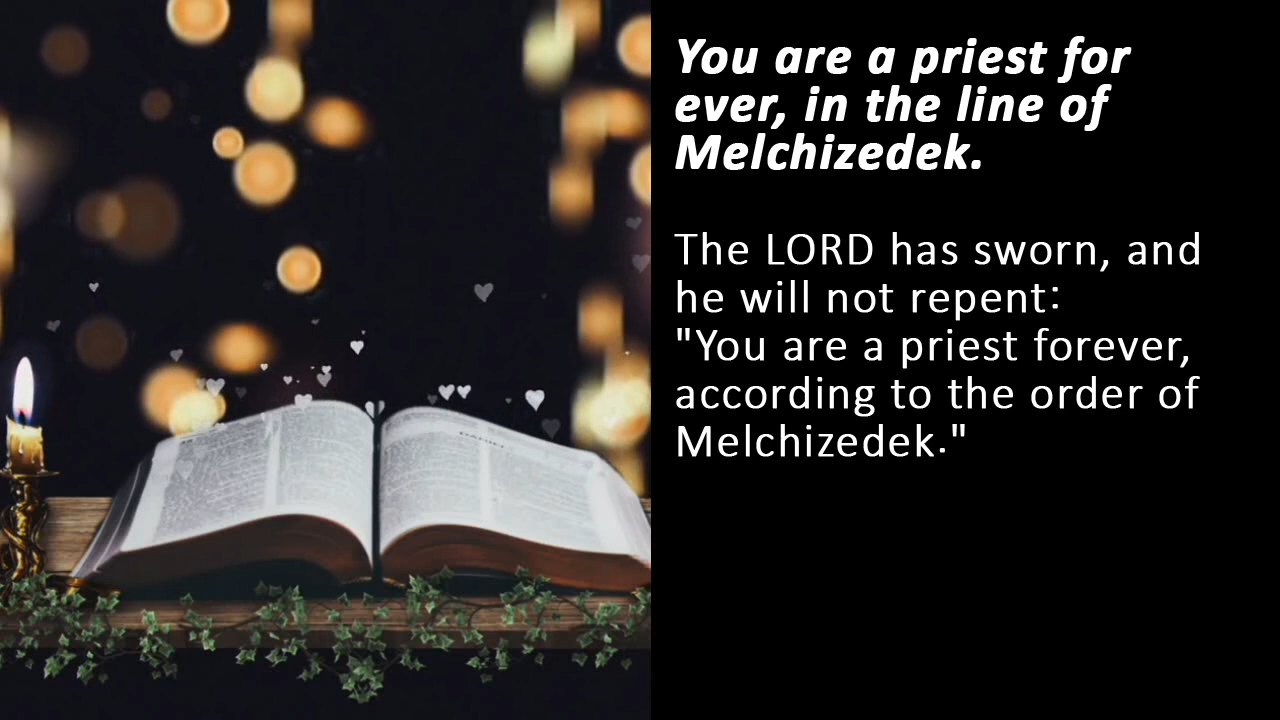 You are a priest for
ever, in the line of
Melchizedek.
The LORD has sworn, and
he will not repent:
"You are a priest forever,
according to the order of
Melchizedek."